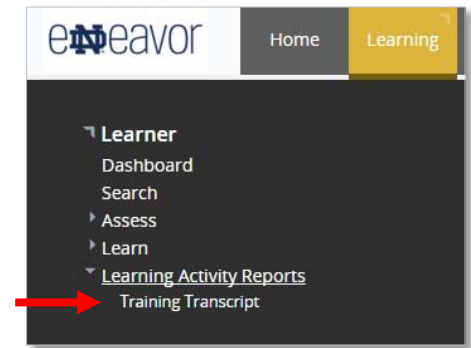 eNDeavor
Home
Learning
Learner
Dashboard
Search
Assess
Learn
Learning Activity Reports
Training Transcript